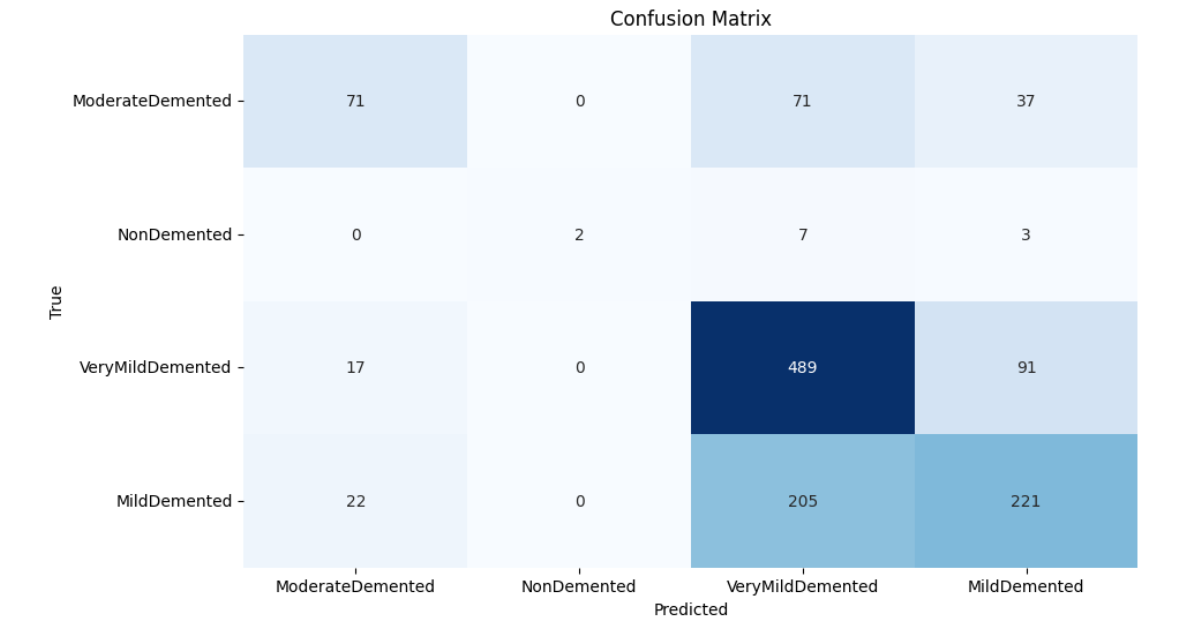 Confusion Matrix
ModerateDemented 71 0 71 37
NonDemented 0 2 7 3
True
VeryMildDemented 17 0 489 91
MildDemented 22 0 205 221
ModerateDemented NonDemented VeryMildDemented MildDemented
Predicted